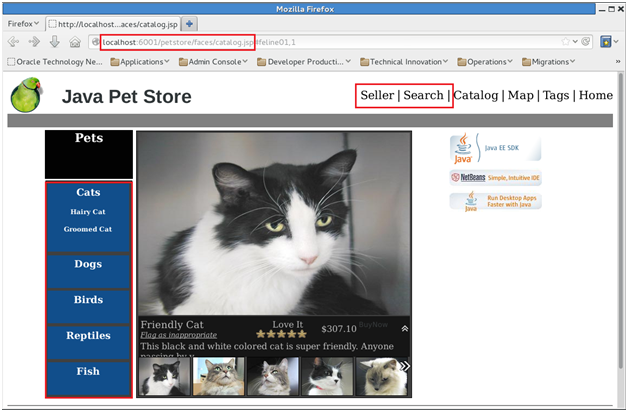 Mozilla Firefox
Firefox
http://localhost...aces/catalog.jsp
localhost:6001/petstore/faces/catalog.jsp#feline01,1
Oracle Technology Ne... Applications Admin Console Developer Producti... Technical Innovation Operations Migrations »
Java Pet Store
Seller | Search | Catalog | Map | Tags | Home
Pets
Cats
Hairy Cat
Groomed Cat
Dogs
Birds
Reptiles
Fish
Friendly Cat
Love It
$307.10
BuyNow
Flag as inappropriate
This black and white colored cat is super friendly. Anyone
passing by
Java
Java EE SDK
NetBeans Simple, Intuitive IDE
Java
Run Desktop Apps
Faster with Java